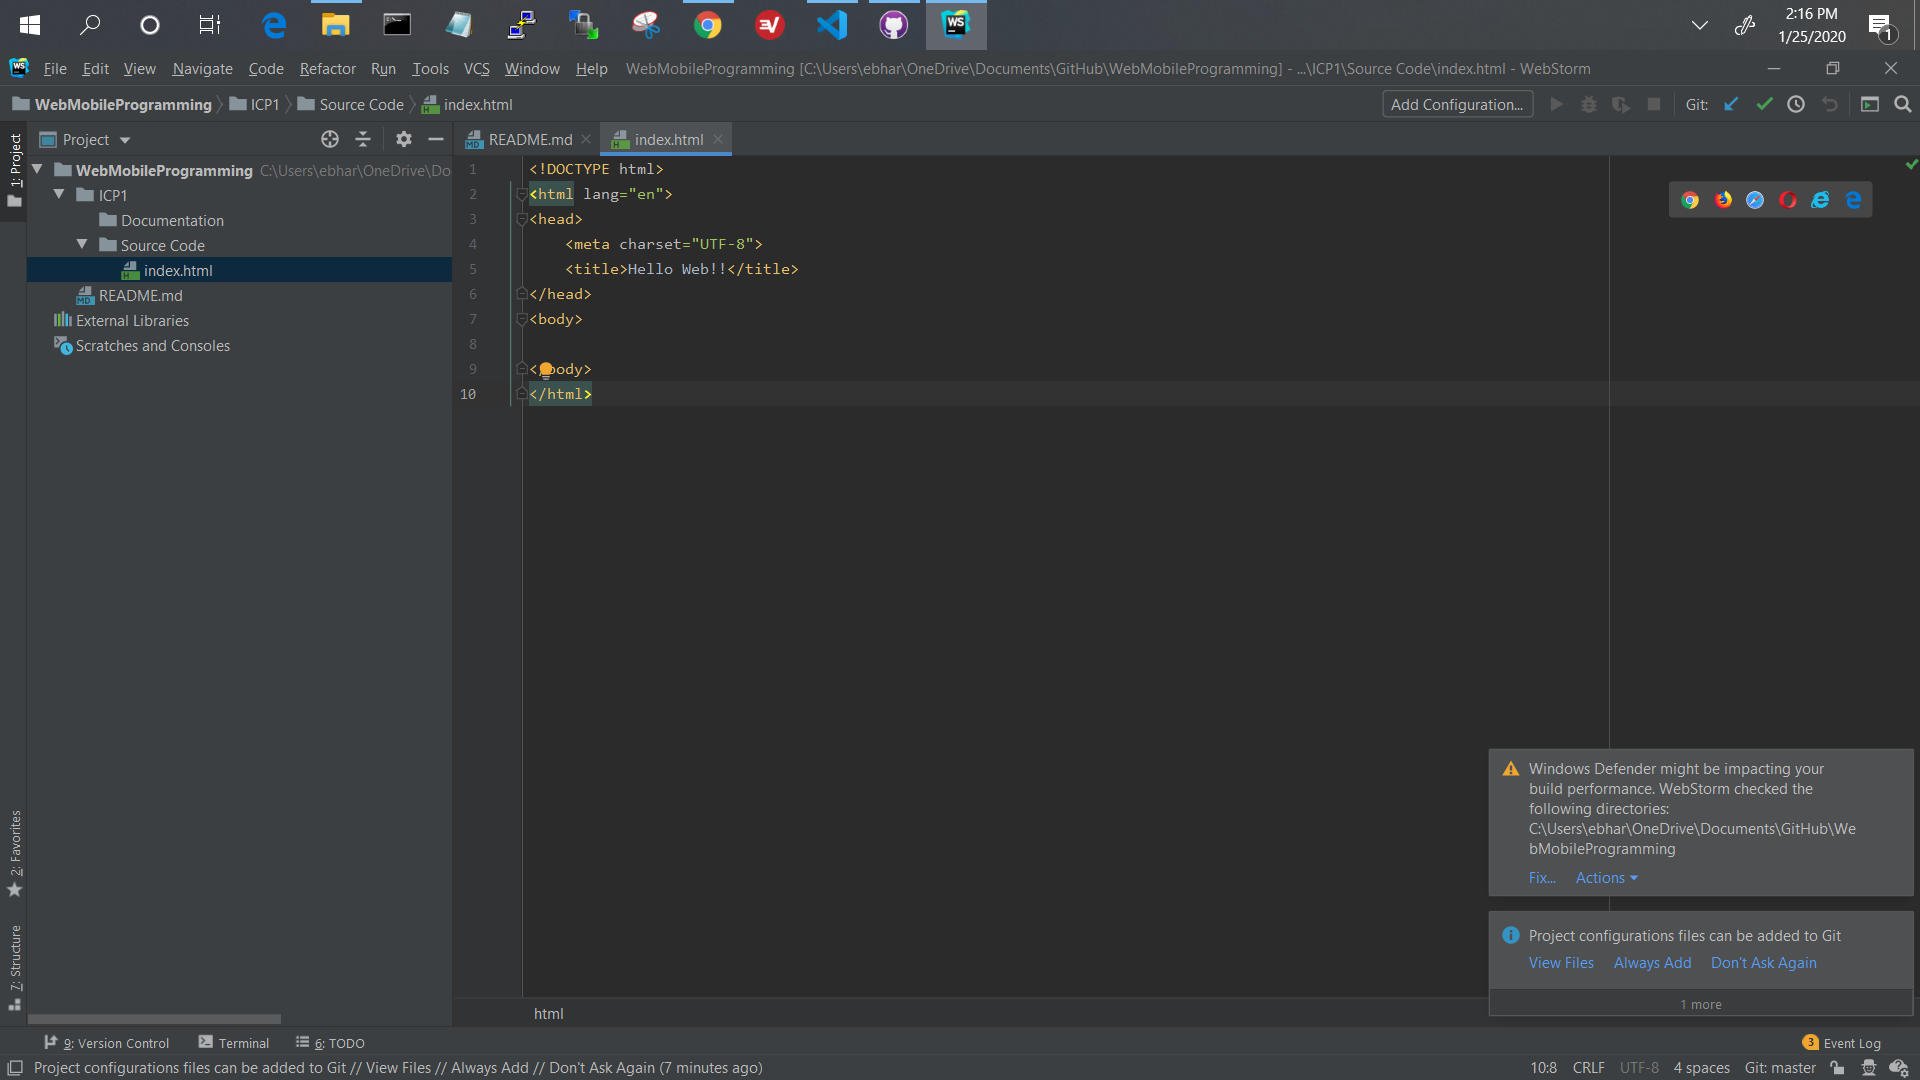 2:16 PM
1/25/2020
1
WS
File Edit View Navigate Code Refactor Run Tools VCS Window Help WebMobileProgramming [C:\Users\ebhar\OneDrive\Documents\GitHub\WebMobileProgramming] - ...\ICP1\Source Code\index.html - WebStorm
WebMobileProgramming ICP1 Source Code index.html Add Configuration... Git:
Project
README.md index.html
1: Project
WebMobileProgramming C:\Users\ebhar\OneDrive\Do
ICP1
Documentation
Source Code
index.html
README.md
External Libraries
Scratches and Consoles
2: Favorites
7: Structure
1 <!DOCTYPE html>
2 <html lang="en">
3 <head>
4 <meta charset="UTF-8">
5 <title>Hello Web!!</title>
6 </head>
7 <body>
8
9 </body>
10 </html>
Windows Defender might be impacting your
build performance. WebStorm checked the
following directories:
C:\Users\ebhar\OneDrive\Documents\GitHub\We
bMobileProgramming
Fix... Actions
Project configurations files can be added to Git
View Files Always Add Don't Ask Again
1 more
html
9: Version Control Terminal 6: TODO 3 Event Log
Project configurations files can be added to Git // View Files // Always Add // Don't Ask Again (7 minutes ago) 10:8 CRLF UTF-8 4 spaces Git: master